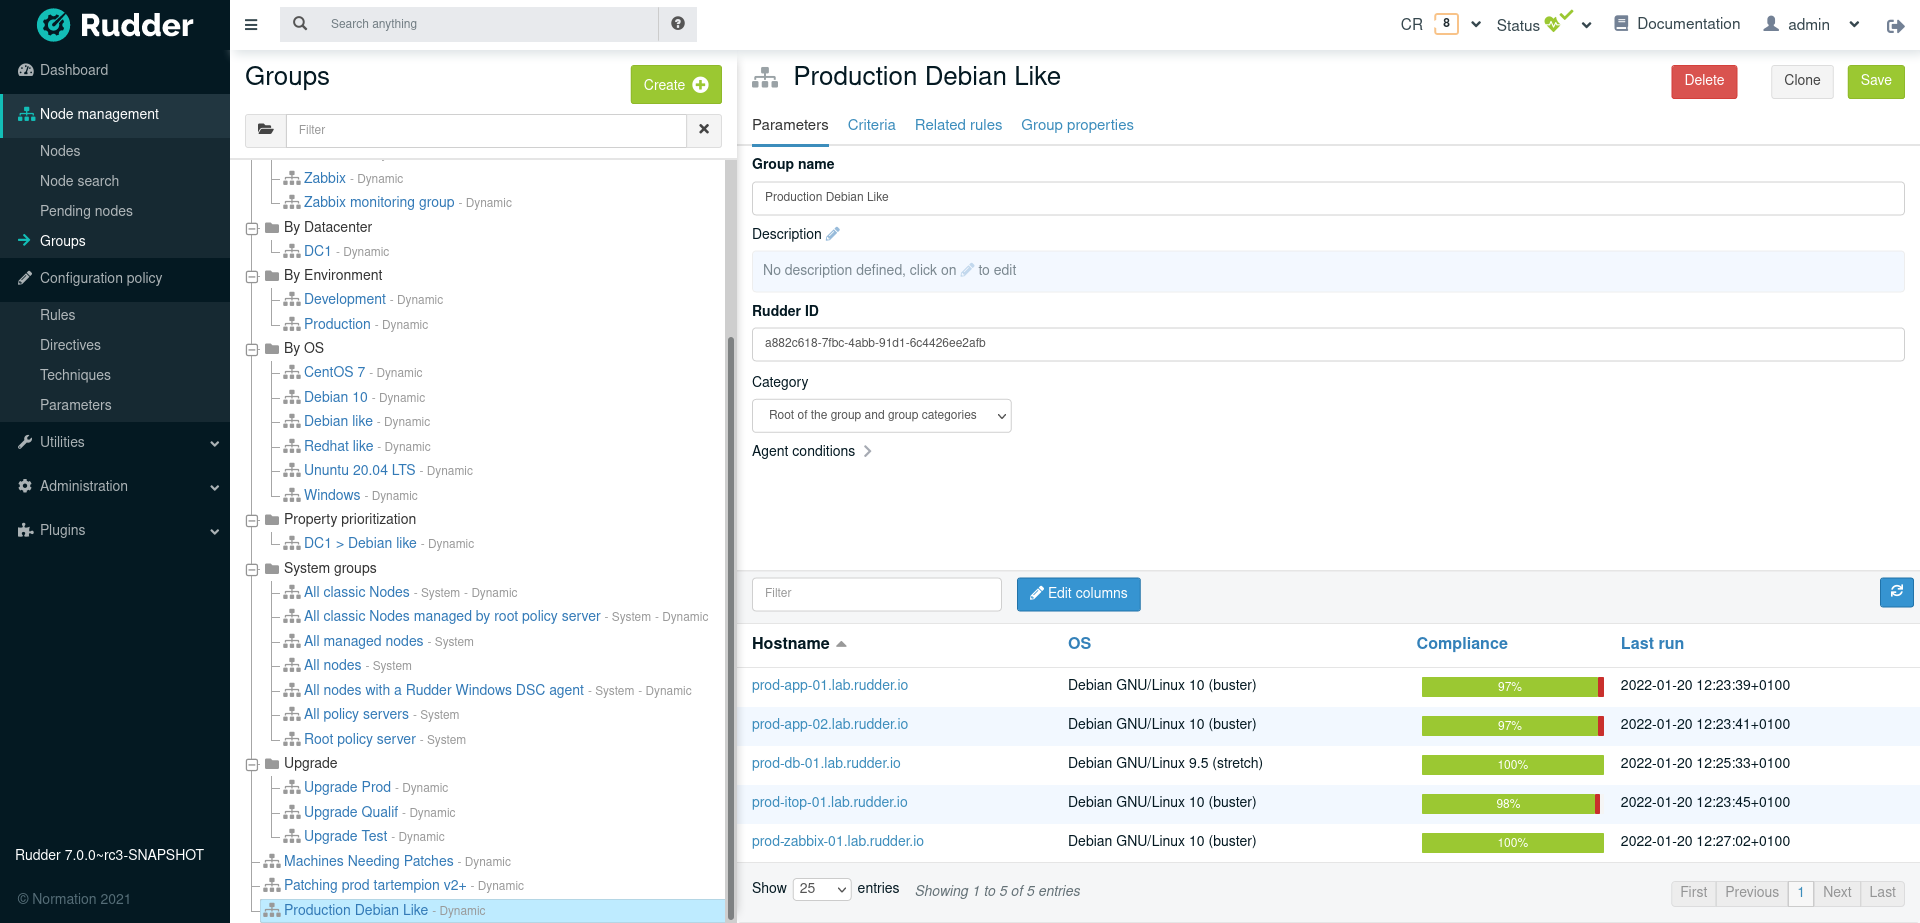 Rudder
Search anything
CR 8 Status Documentation admin
Dashboard
Node management
Nodes
Node search
Pending nodes
Groups
Configuration policy
Rules
Directives
Techniques
Parameters
Utilities
Administration
Plugins
Rudder 7.0.0~rc3-SNAPSHOT
© Normation 2021
Groups
Create
Filter
Zabbix - Dynamic
Zabbix monitoring group - Dynamic
By Datacenter
DC1 - Dynamic
By Environment
Development - Dynamic
Production - Dynamic
By OS
CentOS 7 - Dynamic
Debian 10 - Dynamic
Debian like - Dynamic
Redhat like - Dynamic
Ununtu 20.04 LTS - Dynamic
Windows - Dynamic
Property prioritization
DC1 > Debian like - Dynamic
System groups
All classic Nodes - System - Dynamic
All classic Nodes managed by root policy server - System - Dynamic
All managed nodes - System
All nodes - System
All nodes with a Rudder Windows DSC agent - System - Dynamic
All policy servers - System
Root policy server - System
Upgrade
Upgrade Prod - Dynamic
Upgrade Qualif - Dynamic
Upgrade Test - Dynamic
Machines Needing Patches - Dynamic
Patching prod tartempion v2+ - Dynamic
Production Debian Like - Dynamic
Production Debian Like
Delete Clone Save
Parameters Criteria Related rules Group properties
Group name
Production Debian Like
Description
No description defined, click on to edit
Rudder ID
a882c618-7fbc-4abb-91d1-6c4426ee2afb
Category
Root of the group and group categories
Agent conditions
Filter Edit columns
Hostname OS Compliance Last run
prod-app-01.lab.rudder.io Debian GNU/Linux 10 (buster) 97% 2022-01-20 12:23:39+0100
prod-app-02.lab.rudder.io Debian GNU/Linux 10 (buster) 97% 2022-01-20 12:23:41+0100
prod-db-01.lab.rudder.io Debian GNU/Linux 9.5 (stretch) 100% 2022-01-20 12:25:33+0100
prod-itop-01.lab.rudder.io Debian GNU/Linux 10 (buster) 98% 2022-01-20 12:23:45+0100
prod-zabbix-01.lab.rudder.io Debian GNU/Linux 10 (buster) 100% 2022-01-20 12:27:02+0100
Show 25 entries Showing 1 to 5 of 5 entries
First Previous 1 Next Last